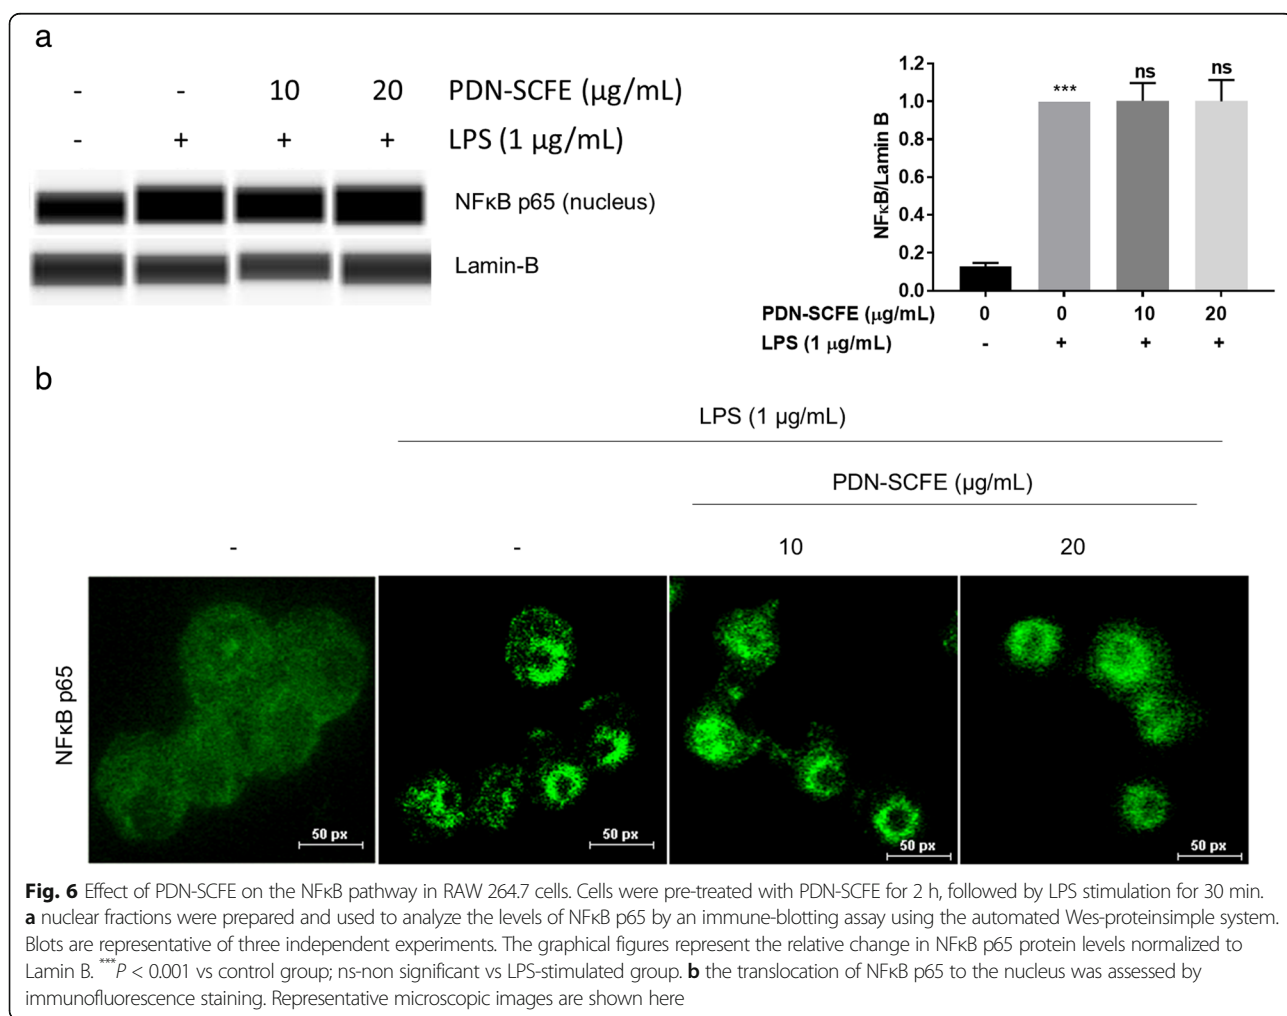 a
- - 10 20 PDN-SCFE (µg/mL)
- + + + LPS (1 µg/mL)
NFκB p65 (nucleus)
Lamin-B
NFκB/Lamin B
1.2
1.0
0.8
0.6
0.4
0.2
0.0
*** ns ns
PDN-SCFE (µg/mL) 0 0 10 20
LPS (1 µg/mL) - + + +
b
LPS (1 µg/mL)
PDN-SCFE (µg/mL)
- - 10 20
NFκB p65
50 px 50 px 50 px 50 px
Fig. 6 Effect of PDN-SCFE on the NFκB pathway in RAW 264.7 cells. Cells were pre-treated with PDN-SCFE for 2 h, followed by LPS stimulation for 30 min.
a nuclear fractions were prepared and used to analyze the levels of NFκB p65 by an immune-blotting assay using the automated Wes-proteinsimple system.
Blots are representative of three independent experiments. The graphical figures represent the relative change in NFκB p65 protein levels normalized to
Lamin B. ***P < 0.001 vs control group; ns-non significant vs LPS-stimulated group. b the translocation of NFκB p65 to the nucleus was assessed by
immunofluorescence staining. Representative microscopic images are shown here